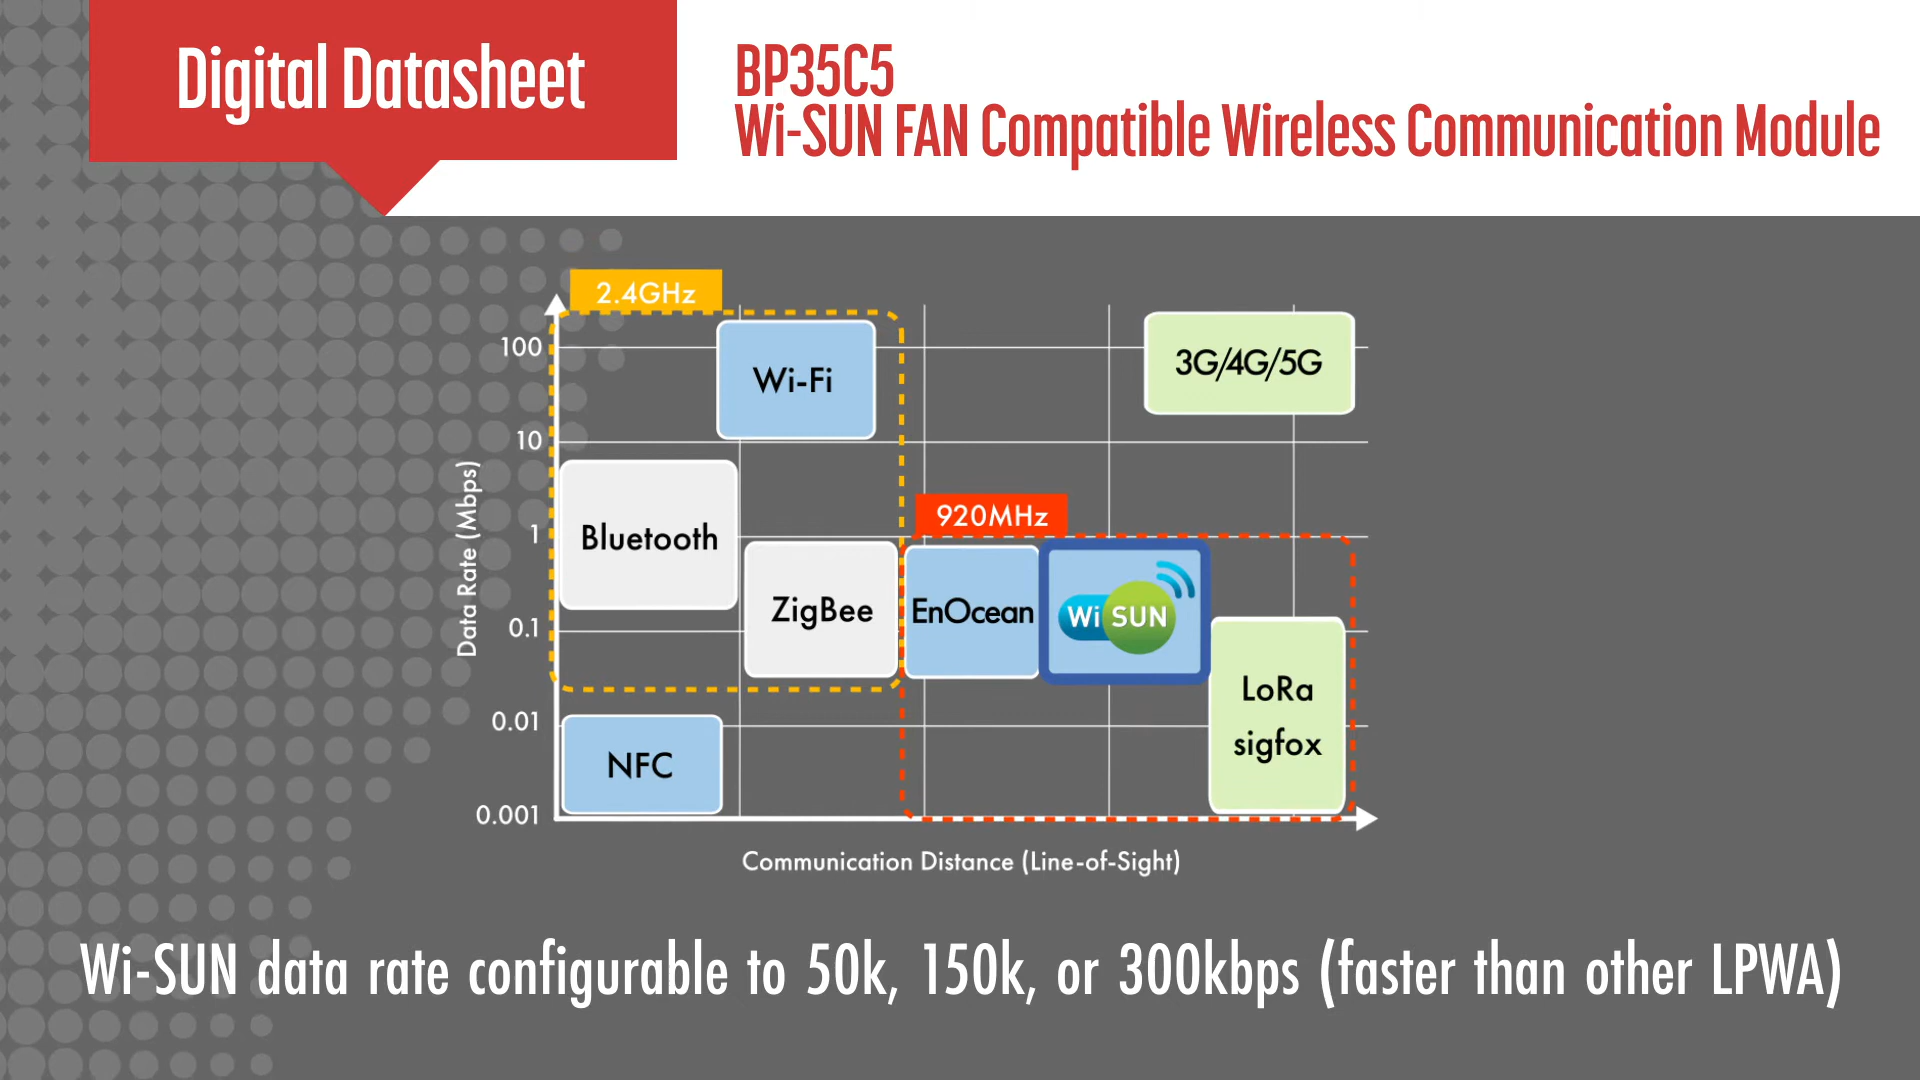 Digital Datasheet
BP35C5
Wi-SUN FAN Compatible Wireless Communication Module
2.4GHz
100
Wi-Fi
3G/4G/5G
10
Data Rate (Mbps)
Bluetooth
920MHz
1
ZigBee
EnOcean
Wi SUN
0.1
LoRa
sigfox
0.01
NFC
0.001
Communication Distance (Line-of-Sight)
Wi-SUN data rate configurable to 50k, 150k, or 300kbps (faster than other LPWA)